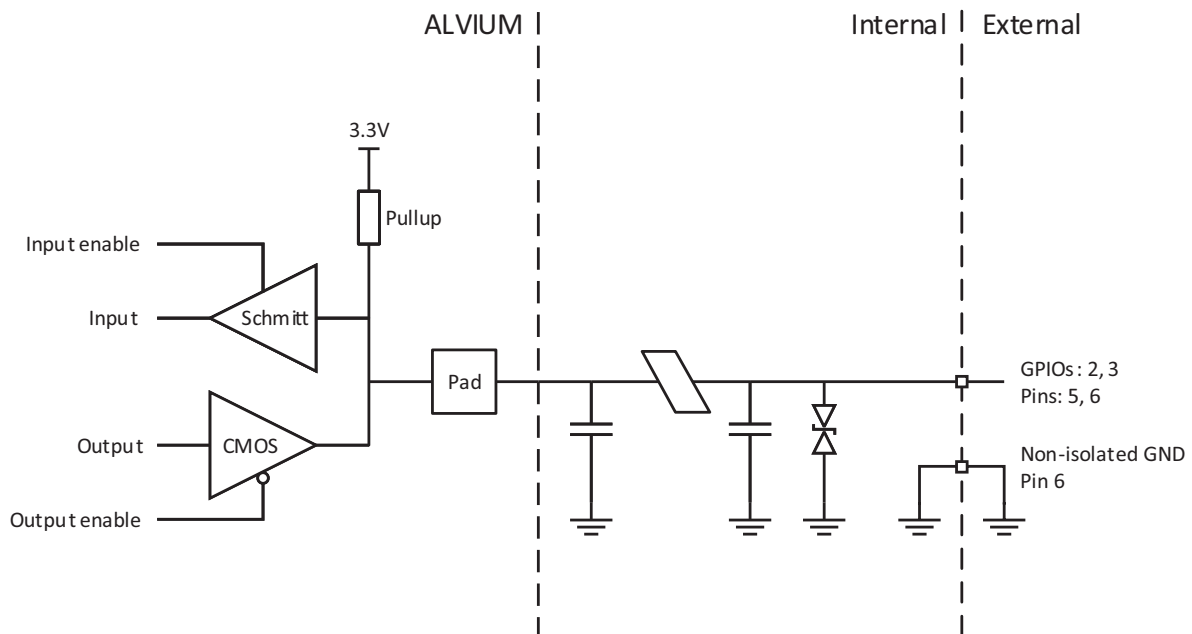 ALVIUM
Internal
External
3.3V
Pullup
Input enable
Schmitt
Input
Pad
GPIOs: 2, 3
Pins: 5, 6
Output
CMOS
Non-isolated GND
Pin 6
Output enable